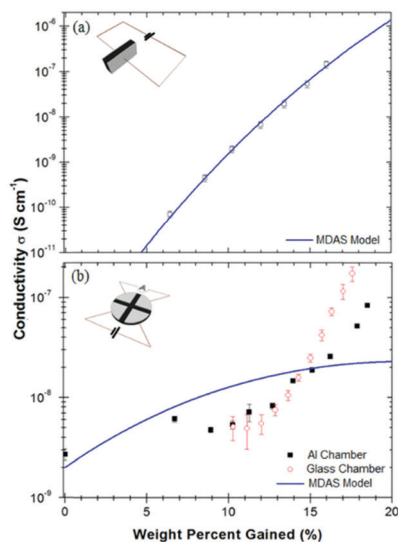 (a)
10⁻⁶
10⁻⁷
10⁻⁸
10⁻⁹
10⁻¹⁰
10⁻¹¹
MDAS Model
Conductivity σ (S cm⁻¹)
(b)
10⁻⁷
10⁻⁸
10⁻⁹
Al Chamber
Glass Chamber
MDAS Model
0 5 10 15 20
Weight Percent Gained (%)